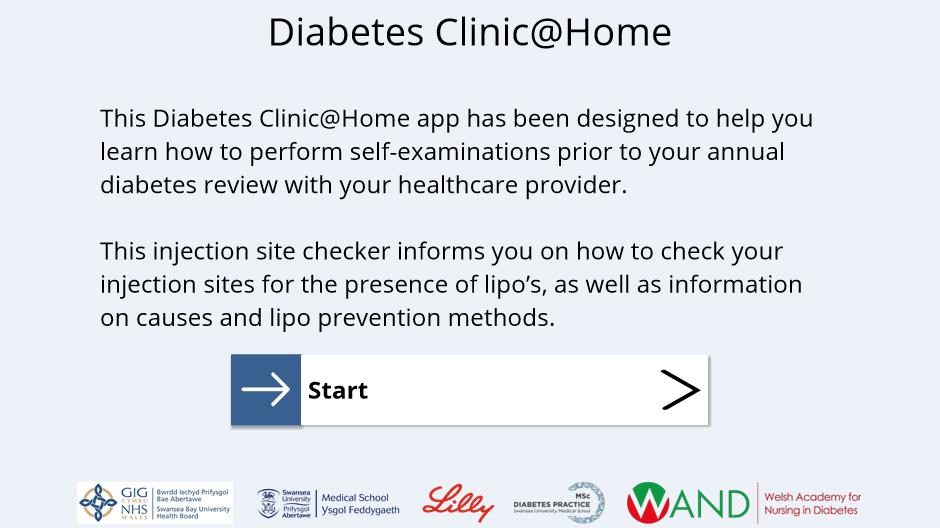 Diabetes Clinic@Home
This Diabetes Clinic@Home app has been designed to help you
learn how to perform self-examinations prior to your annual
diabetes review with your healthcare provider.
This injection site checker informs you on how to check your
injection sites for the presence of lipo’s, as well as information
on causes and lipo prevention methods.
Start
GIG
CYMRU
NHS
WALES
Bwrdd Iechyd Prifysgol
Bae Abertawe
Swansea Bay University
Health Board
Swansea
University
Prifysgol
Abertawe
Medical School
Ysgol Feddygaeth
Lilly
MSc
DIABETES PRACTICE
Swansea University Medical School
WAND
Welsh Academy for
Nursing in Diabetes